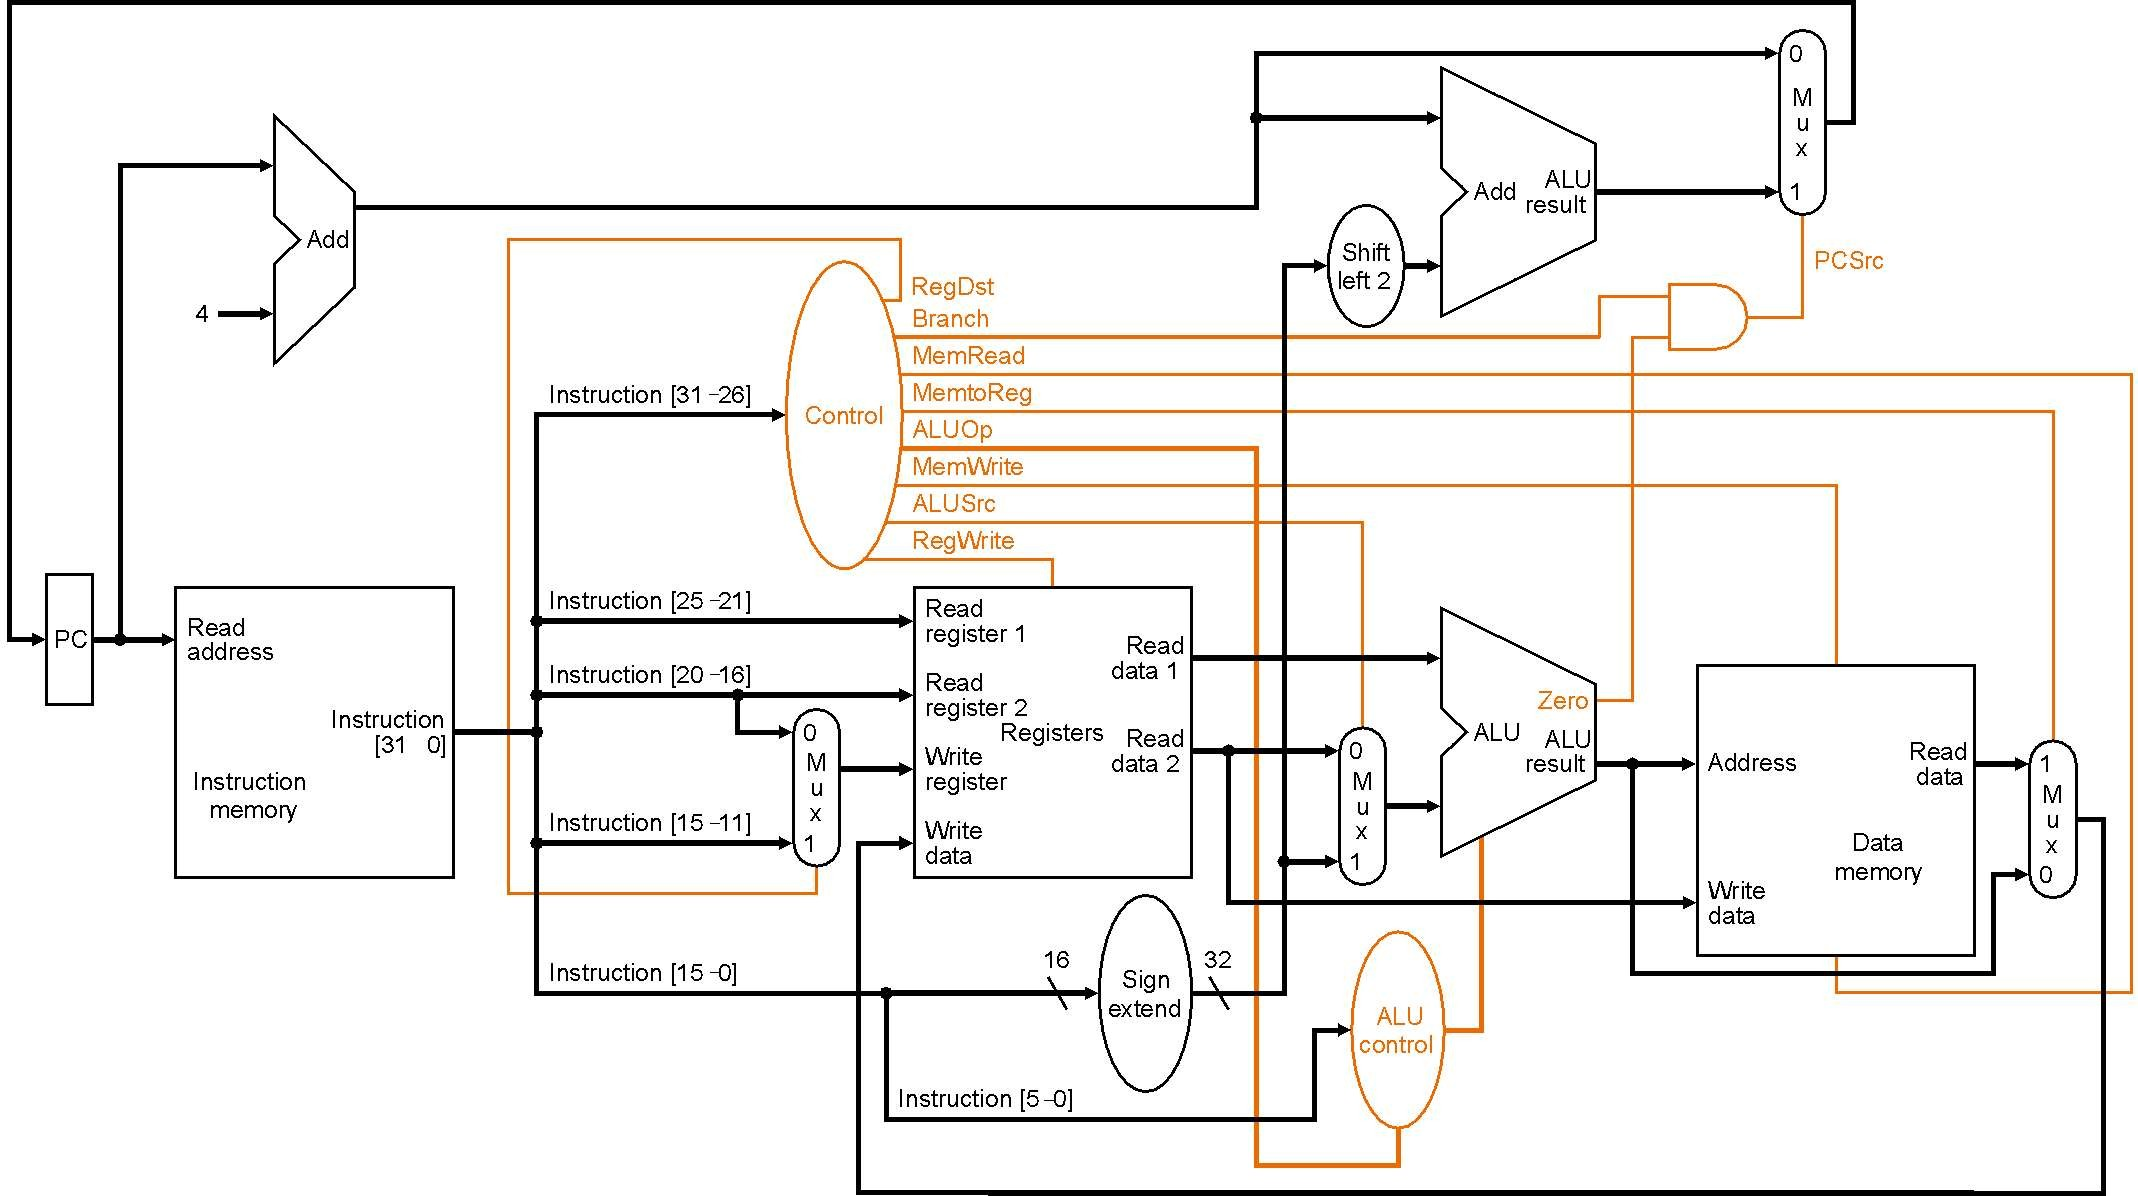 0
M
u
x
1
Add
ALU
result
Add
4
Shift
left 2
PCSrc
RegDst
Branch
MemRead
MemtoReg
ALUOp
MemWrite
ALUSrc
RegWrite
Control
Instruction [31–26]
Instruction [25–21]
Instruction [20–16]
Instruction [15–11]
Instruction [15–0]
Instruction [5–0]
PC
Read
address
Instruction
[31 0]
Instruction
memory
0
M
u
x
1
Read
register 1
Read
register 2
Write
register
Write
data
Registers
Read
data 1
Read
data 2
0
M
u
x
1
Zero
ALU
ALU
result
Address
Write
data
Read
data
Data
memory
1
M
u
x
0
16
Sign
extend
32
ALU
control